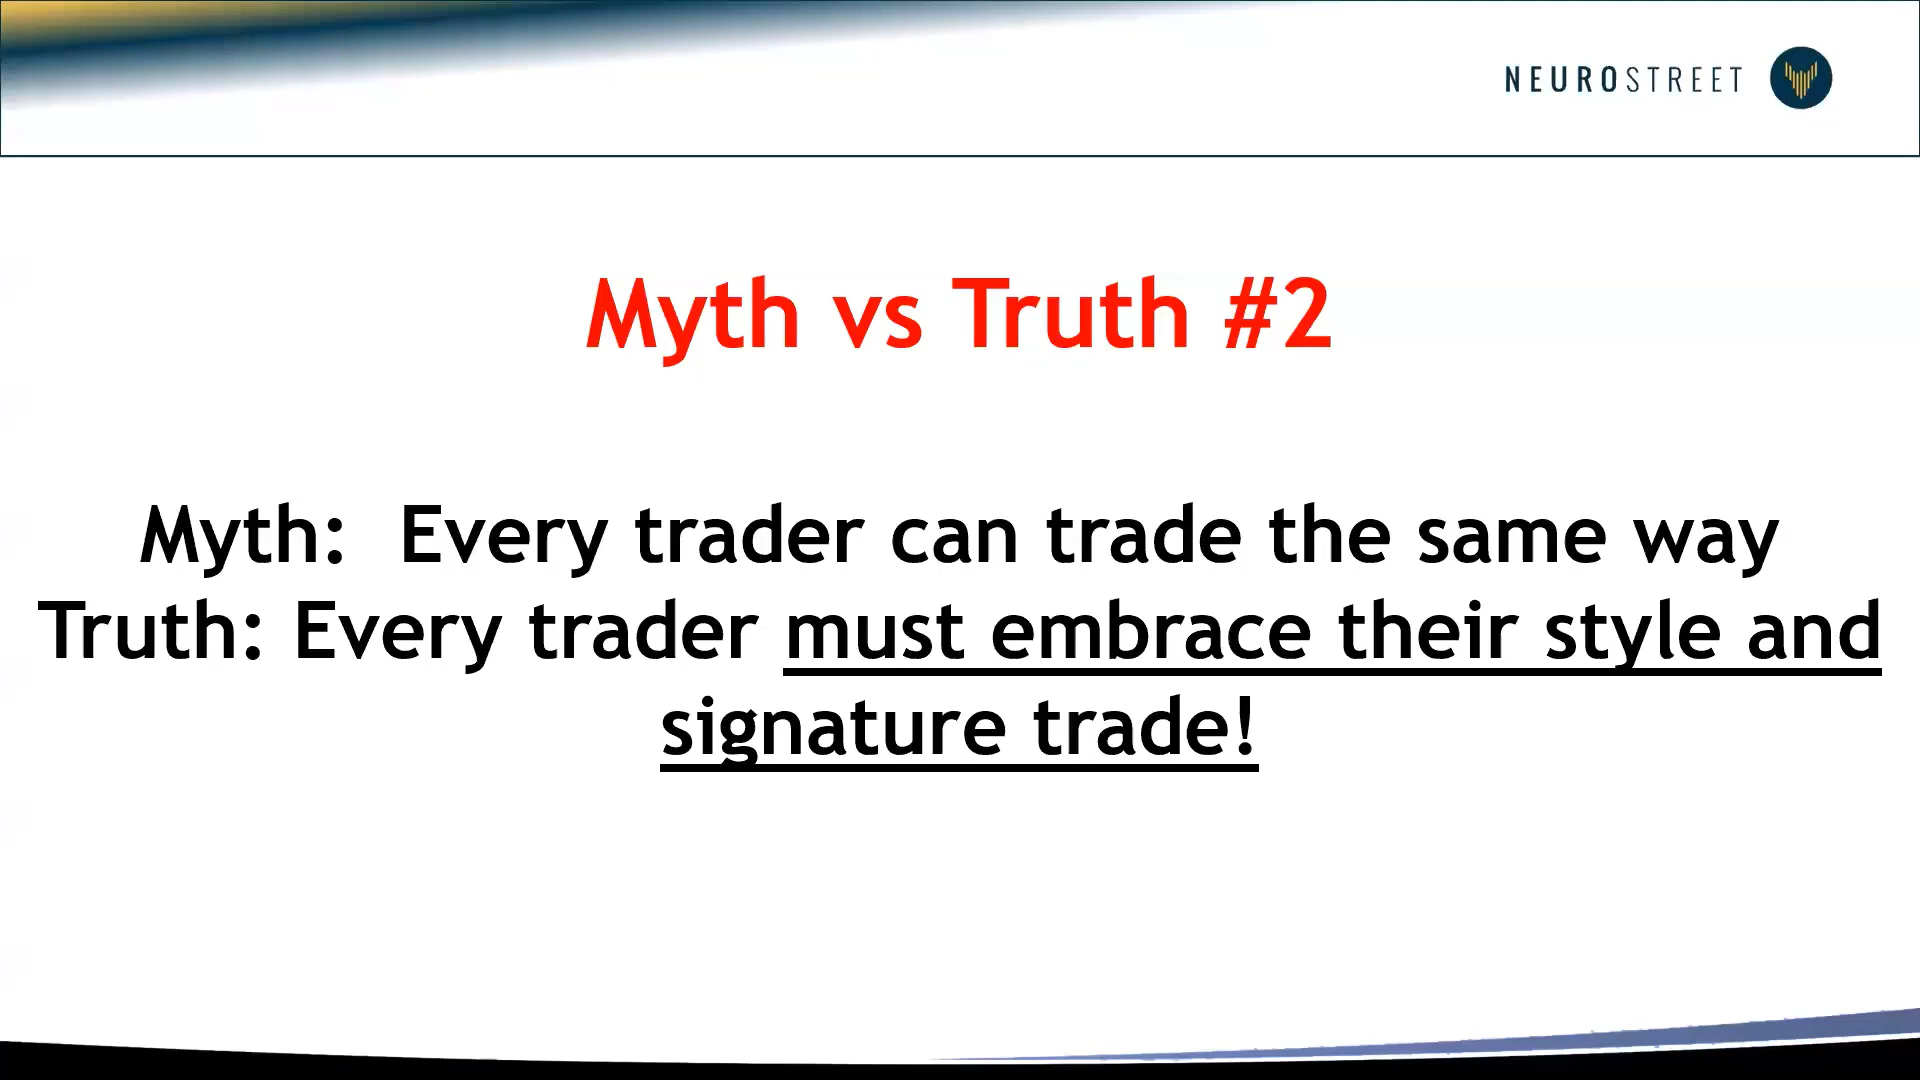 NEUROSTREET
Myth vs Truth #2
Myth:  Every trader can trade the same way
Truth: Every trader must embrace their style and
signature trade!